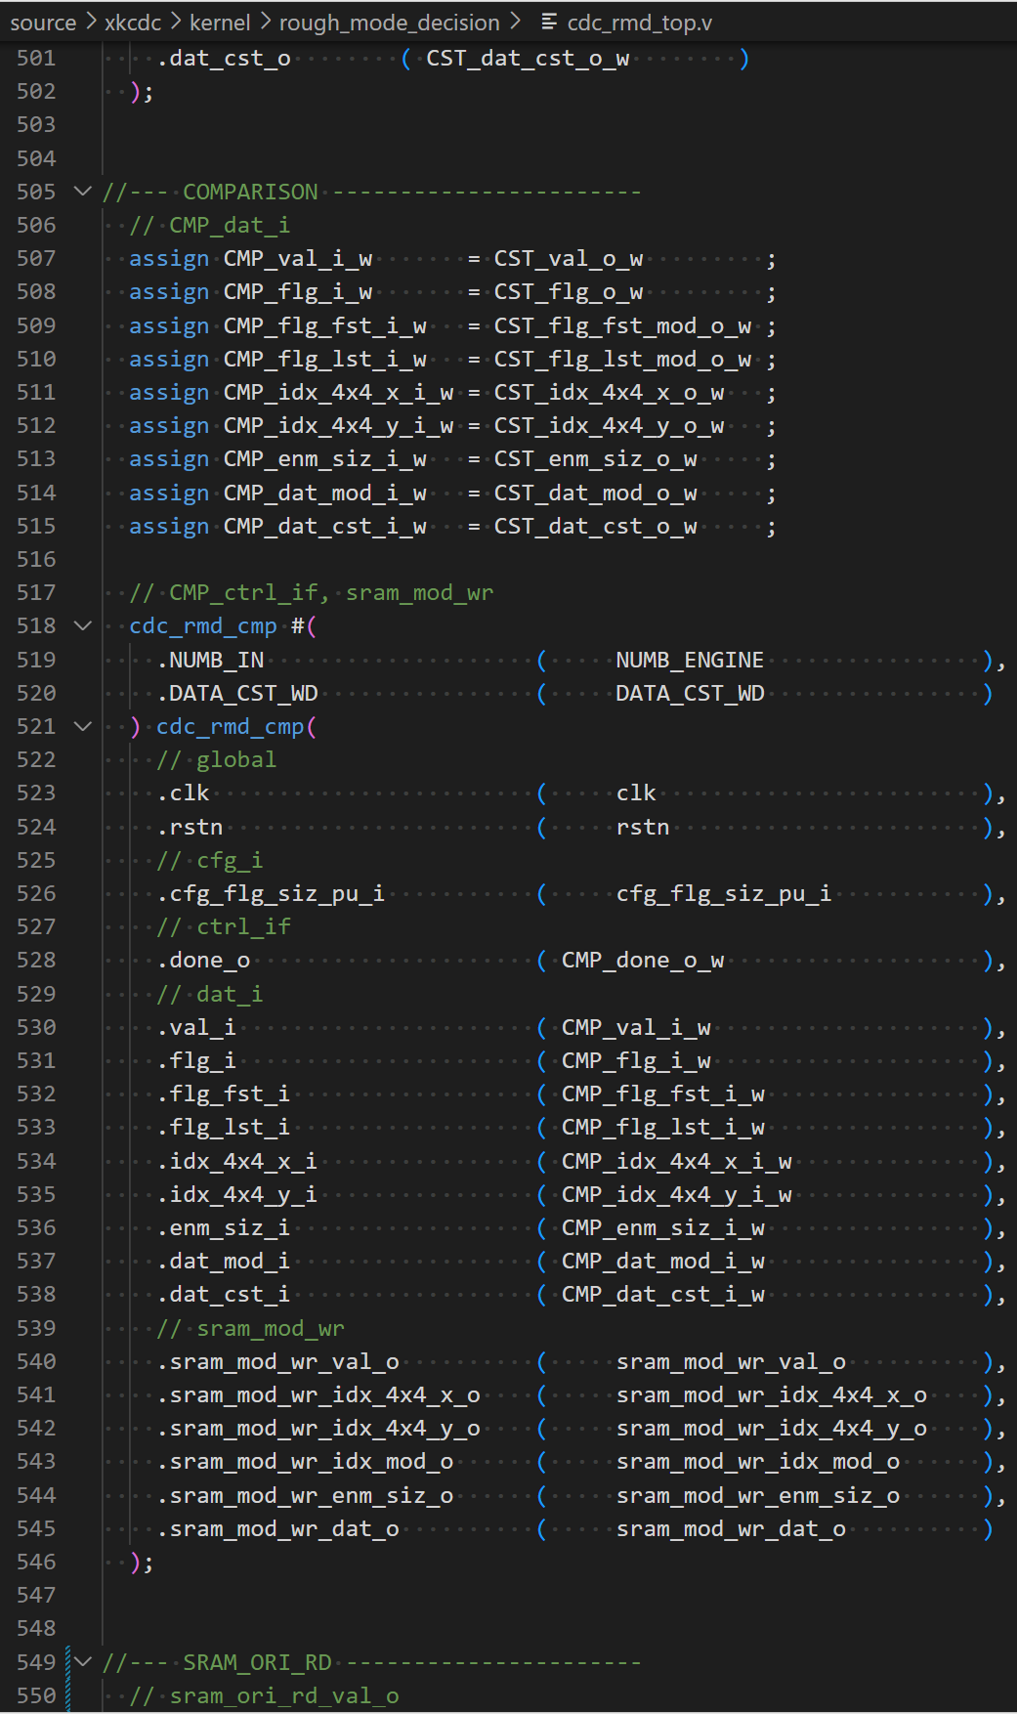 source > xkcdc > kernel > rough_mode_decision > cdc_rmd_top.v
501 .dat_cst_o ( CST_dat_cst_o_w )
502 );
503
504
505 //--- COMPARISON -----------------------
506 // CMP_dat_i
507 assign CMP_val_i_w = CST_val_o_w ;
508 assign CMP_flg_i_w = CST_flg_o_w ;
509 assign CMP_flg_fst_i_w = CST_flg_fst_mod_o_w ;
510 assign CMP_flg_lst_i_w = CST_flg_lst_mod_o_w ;
511 assign CMP_idx_4x4_x_i_w = CST_idx_4x4_x_o_w ;
512 assign CMP_idx_4x4_y_i_w = CST_idx_4x4_y_o_w ;
513 assign CMP_enm_siz_i_w = CST_enm_siz_o_w ;
514 assign CMP_dat_mod_i_w = CST_dat_mod_o_w ;
515 assign CMP_dat_cst_i_w = CST_dat_cst_o_w ;
516
517 // CMP_ctrl_if, sram_mod_wr
518 cdc_rmd_cmp #(
519 .NUMB_IN ( NUMB_ENGINE ),
520 .DATA_CST_WD ( DATA_CST_WD )
521 ) cdc_rmd_cmp(
522 // global
523 .clk ( clk ),
524 .rstn ( rstn ),
525 // cfg_i
526 .cfg_flg_siz_pu_i ( cfg_flg_siz_pu_i ),
527 // ctrl_if
528 .done_o ( CMP_done_o_w ),
529 // dat_i
530 .val_i ( CMP_val_i_w ),
531 .flg_i ( CMP_flg_i_w ),
532 .flg_fst_i ( CMP_flg_fst_i_w ),
533 .flg_lst_i ( CMP_flg_lst_i_w ),
534 .idx_4x4_x_i ( CMP_idx_4x4_x_i_w ),
535 .idx_4x4_y_i ( CMP_idx_4x4_y_i_w ),
536 .enm_siz_i ( CMP_enm_siz_i_w ),
537 .dat_mod_i ( CMP_dat_mod_i_w ),
538 .dat_cst_i ( CMP_dat_cst_i_w ),
539 // sram_mod_wr
540 .sram_mod_wr_val_o ( sram_mod_wr_val_o ),
541 .sram_mod_wr_idx_4x4_x_o ( sram_mod_wr_idx_4x4_x_o ),
542 .sram_mod_wr_idx_4x4_y_o ( sram_mod_wr_idx_4x4_y_o ),
543 .sram_mod_wr_idx_mod_o ( sram_mod_wr_idx_mod_o ),
544 .sram_mod_wr_enm_siz_o ( sram_mod_wr_enm_siz_o ),
545 .sram_mod_wr_dat_o ( sram_mod_wr_dat_o )
546 );
547
548
549 //--- SRAM_ORI_RD ----------------------
550 // sram_ori_rd_val_o